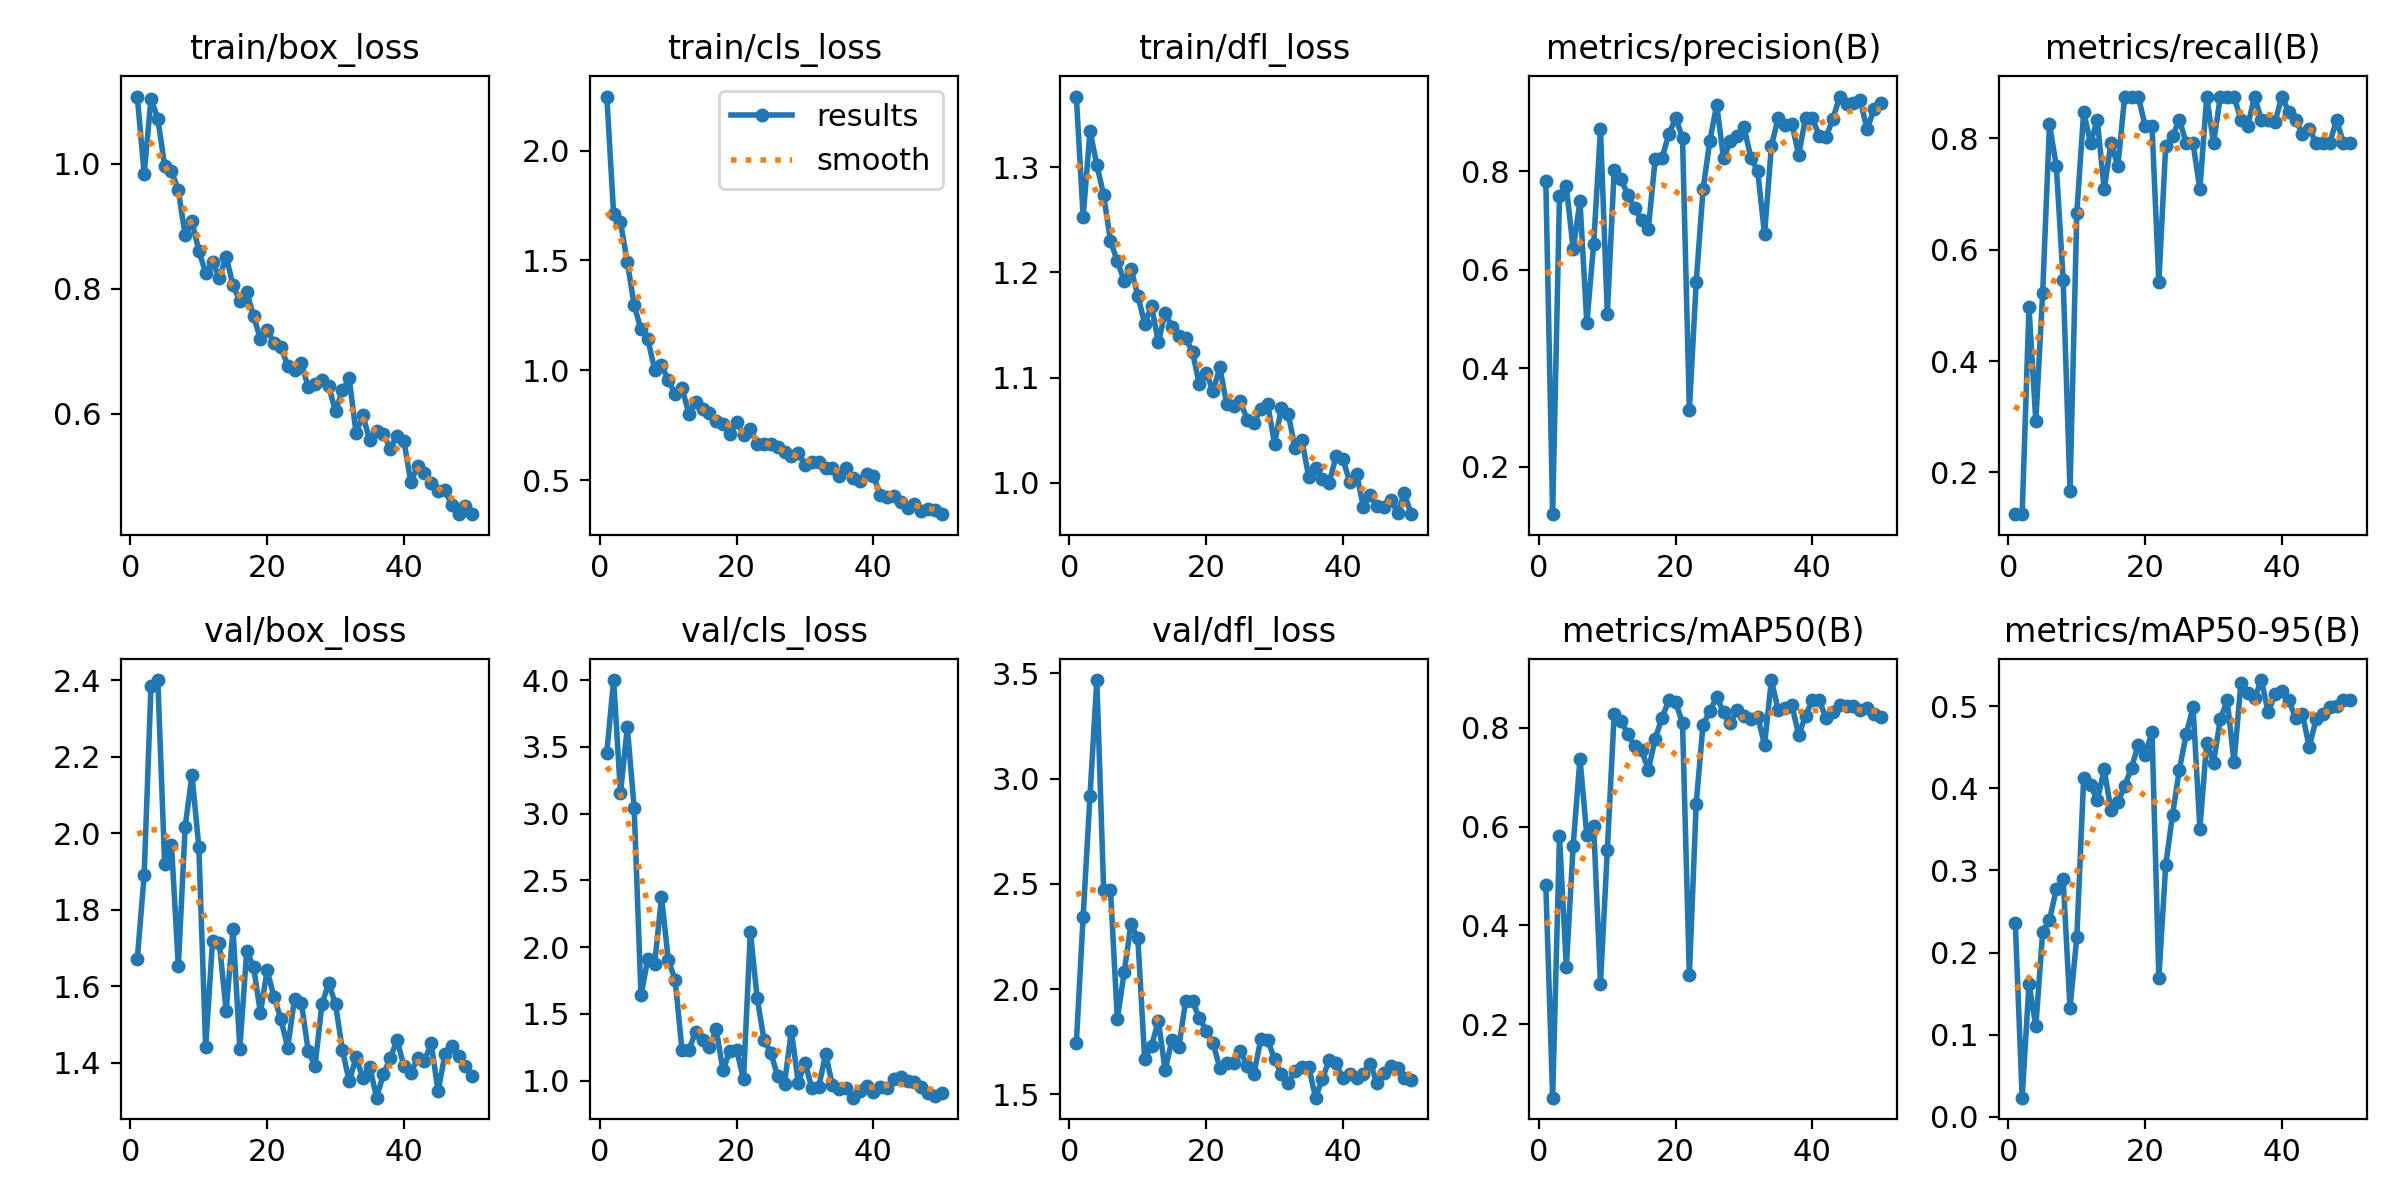 train/box_loss
1.0
0.8
0.6
0 20 40
train/cls_loss
results
smooth
2.0
1.5
1.0
0.5
0 20 40
train/dfl_loss
1.3
1.2
1.1
1.0
0 20 40
metrics/precision(B)
0.8
0.6
0.4
0.2
0 20 40
metrics/recall(B)
0.8
0.6
0.4
0.2
0 20 40
val/box_loss
2.4
2.2
2.0
1.8
1.6
1.4
0 20 40
val/cls_loss
4.0
3.5
3.0
2.5
2.0
1.5
1.0
0 20 40
val/dfl_loss
3.5
3.0
2.5
2.0
1.5
0 20 40
metrics/mAP50(B)
0.8
0.6
0.4
0.2
0 20 40
metrics/mAP50-95(B)
0.5
0.4
0.3
0.2
0.1
0.0
0 20 40